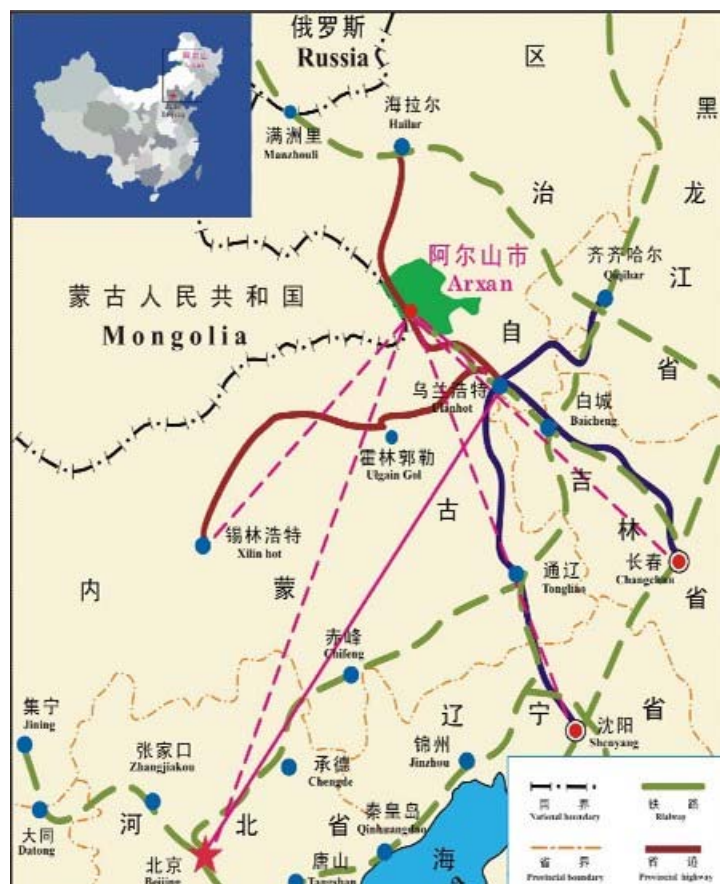 俄罗斯
Russia
区
黑
海拉尔
Hailar
满洲里
Manzhouli
阿尔山市
Arxan
治
龙
齐齐哈尔
Qiqihar
江
蒙古人民共和国
Mongolia
自
省
乌兰浩特
Ulanhot
白城
Baicheng
霍林郭勒
Ulgain Gol
吉
古
林
锡林浩特
Xilin hot
长春
Changchun
省
通辽
Tongliao
内
蒙
赤峰
Chifeng
集宁
Jining
辽
宁
省
沈阳
Shenyang
张家口
Zhangjiakou
承德
Chengde
锦州
Jinzhou
大同
Datong
河
北
省
秦皇岛
Qinhuangdao
北京
Beijing
唐山
Tangshan
海
国 界
National boundary
铁 路
Rialway
省 界
Provincial boundary
省 道
Provincial highway